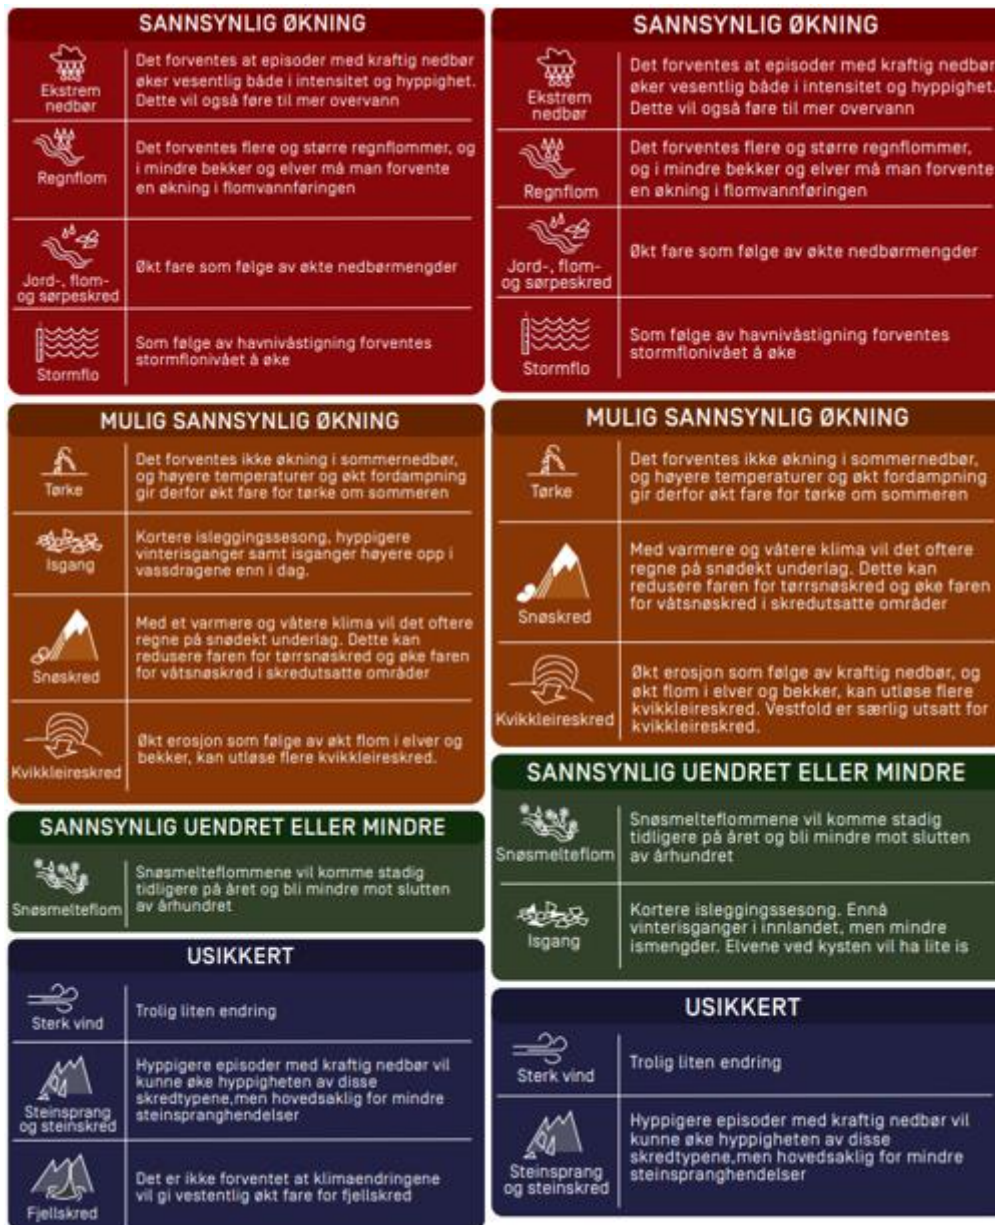 SANNSYNLIG ØKNING
Ekstrem
nedbør
Det forventes at episoder med kraftig nedbør
øker vesentlig både i intensitet og hyppighet.
Dette vil også føre til mer overvann
Regnflom
Det forventes flere og større regnflommer, og
i mindre bekker og elver må man forvente
en økning i flomvannføringen
Jord-, flom-
og sørpeskred
Økt fare som følge av økte nedbørmengder
Stormflo
Som følge av havnivåstigning forventes
stormflonivået å øke
MULIG SANNSYNLIG ØKNING
Tørke
Det forventes ikke økning i sommernedbør,
og høyere temperaturer og økt fordampning
gir derfor økt fare for tørke om sommeren
Isgang
Kortere isleggingssesong, hyppigere
vinterisganger samt isganger høyere opp i
vassdragene enn i dag.
Snøskred
Med et varmere og våtere klima vil det oftere
regne på snødekt underlag. Dette kan
redusere faren for tørrsnøskred og øke faren
for våtsnøskred i skredutsatte områder
Kvikkleireskred
Økt erosjon som følge av økt flom i elver og
bekker, kan utløse flere kvikkleireskred.
SANNSYNLIG UENDRET ELLER MINDRE
Snøsmelteflom
Snøsmelteflommene vil komme stadig
tidligere på året og bli mindre mot slutten
av århundret
USIKKERT
Sterk vind
Trolig liten endring
Steinsprang
og steinskred
Hyppigere episoder med kraftig nedbør vil
kunne øke hyppigheten av disse
skredtypene,men hovedsaklig for mindre
steinspranghendelser
Fjellskred
Det er ikke forventet at klimaendringene
vil gi vestentlig økt fare for fjellskred
SANNSYNLIG ØKNING
Ekstrem
nedbør
Det forventes at episoder med kraftig nedbør
øker vesentlig både i intensitet og hyppighet.
Dette vil også føre til mer overvann
Regnflom
Det forventes flere og større regnflommer,
og i mindre bekker og elver må man forvente
en økning i flomvannføringen
Jord-, flom-
og sørpeskred
Økt fare som følge av økte nedbørmengder
Stormflo
Som følge av havnivåstigning forventes
stormflonivået å øke
MULIG SANNSYNLIG ØKNING
Tørke
Det forventes ikke økning i sommernedbør,
og høyere temperaturer og økt fordampning
gir derfor økt fare for tørke om sommeren
Snøskred
Med varmere og våtere klima vil det oftere
regne på snødekt underlag. Dette kan
redusere faren for tørrsnøskred og øke faren
for våtsnøskred i skredutsatte områder
Kvikkleireskred
Økt erosjon som følge av kraftig nedbør, og
økt flom i elver og bekker, kan utløse flere
kvikkleireskred. Vestfold er særlig utsatt for
kvikkleireskred.
SANNSYNLIG UENDRET ELLER MINDRE
Snøsmelteflom
Snøsmelteflommene vil komme stadig
tidligere på året og bli mindre mot slutten
av århundret
Isgang
Kortere isleggingssesong. Ennå
vinterisganger i innlandet, men mindre
ismengder. Elvene ved kysten vil ha lite is
USIKKERT
Sterk vind
Trolig liten endring
Steinsprang
og steinskred
Hyppigere episoder med kraftig nedbør vil
kunne øke hyppigheten av disse
skredtypene,men hovedsaklig for mindre
steinspranghendelser